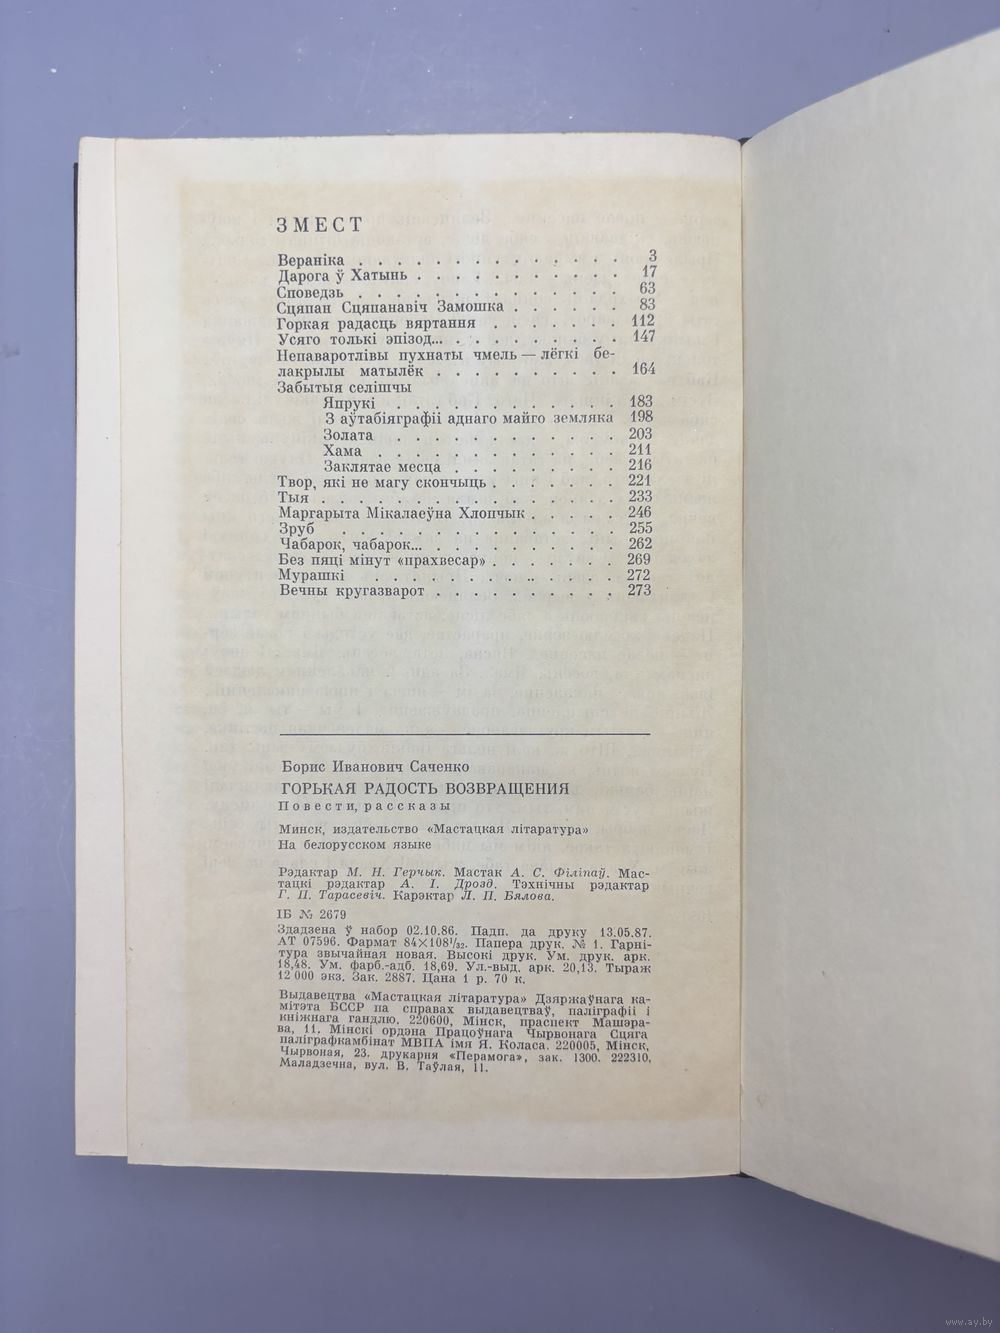 ЗМЕСТ
Вераніка . . . . . . . . . . . . . . 3
Дарога ў Хатынь . . . . . . . . . . . 17
Споведзь . . . . . . . . . . . . . . 63
Сцяпан Сцяпанавіч Замошка . . . . . . 83
Горкая радасць вяртання . . . . . . . 112
Усяго толькі эпізод... . . . . . . . . . 147
Непаваротлівы пухнаты чмель — лёгкі бе-
лакрылы матылёк . . . . . . . . . . 164
Забытыя селішчы
Япрукі . . . . . . . . . . . . 183
З аўтабіяграфіі аднаго майго земляка 198
Золата . . . . . . . . . . . . 203
Хама . . . . . . . . . . . . . 211
Заклятае месца . . . . . . . . . 216
Твор, які не магу скончыць . . . . . . . 221
Тыя . . . . . . . . . . . . . . . . 233
Маргарыта Мікалаеўна Хлопчык . . . . . 246
Зруб . . . . . . . . . . . . . . . 255
Чабарок, чабарок... . . . . . . . . . . 262
Без пяці мінут «прахвесар» . . . . . . . 269
Мурашкі . . . . . . . . . . . . . 272
Вечны кругазварот . . . . . . . . . . 273
Борис Иванович Саченко
ГОРЬКАЯ РАДОСТЬ ВОЗВРАЩЕНИЯ
Повести, рассказы
Минск, издательство «Мастацкая літаратура»
На белорусском языке
Рэдактар М. Н. Герчык. Мастак А. С. Філіпаў. Мас-
тацкі рэдактар А. І. Дрозд. Тэхнічны рэдактар
Г. П. Тарасевіч. Карэктар Л. П. Бялова.
ІБ № 2679
Здадзена ў набор 02.10.86. Падп. да друку 13.05.87.
АТ 07596. Фармат 84×108¹/₃₂. Папера друк. № 1. Гарні-
тура звычайная новая. Высокі друк. Ум. друк. арк.
18,48. Ум. фарб.-адб. 18,69. Ул.-выд. арк. 20,13. Тыраж
12 000 экз. Зак. 2887. Цана 1 р. 70 к.
Выдавецтва «Мастацкая літаратура» Дзяржаўнага ка-
мітэта БССР па справах выдавецтваў, паліграфіі і
кніжнага гандлю. 220600, Мінск, праспект Машэра-
ва, 11. Мінскі ордэна Працоўнага Чырвонага Сцяга
паліграфкамбінат МВПА імя Я. Коласа. 220005, Мінск,
Чырвоная, 23. друкарня «Перамога», зак. 1300. 222310,
Маладзечна, вул. В. Таўлая, 11.
www.ay.by